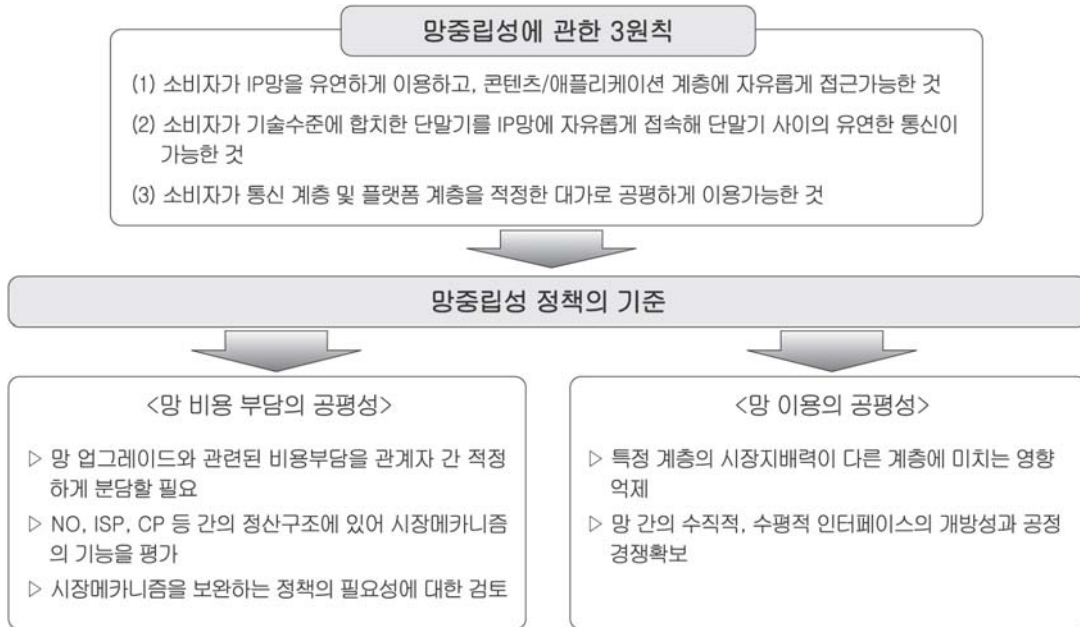 망중립성에 관한 3원칙
(1) 소비자가 IP망을 유연하게 이용하고, 콘텐츠/애플리케이션 계층에 자유롭게 접근가능한 것
(2) 소비자가 기술수준에 합치한 단말기를 IP망에 자유롭게 접속해 단말기 사이의 유연한 통신이
가능한 것
(3) 소비자가 통신 계층 및 플랫폼 계층을 적정한 대가로 공평하게 이용가능한 것
망중립성 정책의 기준
<망 비용 부담의 공평성>
▷ 망 업그레이드와 관련된 비용부담을 관계자 간 적정
하게 분담할 필요
▷ NO, ISP, CP 등 간의 정산구조에 있어 시장메카니즘
의 기능을 평가
▷ 시장메카니즘을 보완하는 정책의 필요성에 대한 검토
<망 이용의 공평성>
▷ 특정 계층의 시장지배력이 다른 계층에 미치는 영향
억제
▷ 망 간의 수직적, 수평적 인터페이스의 개방성과 공정
경쟁확보